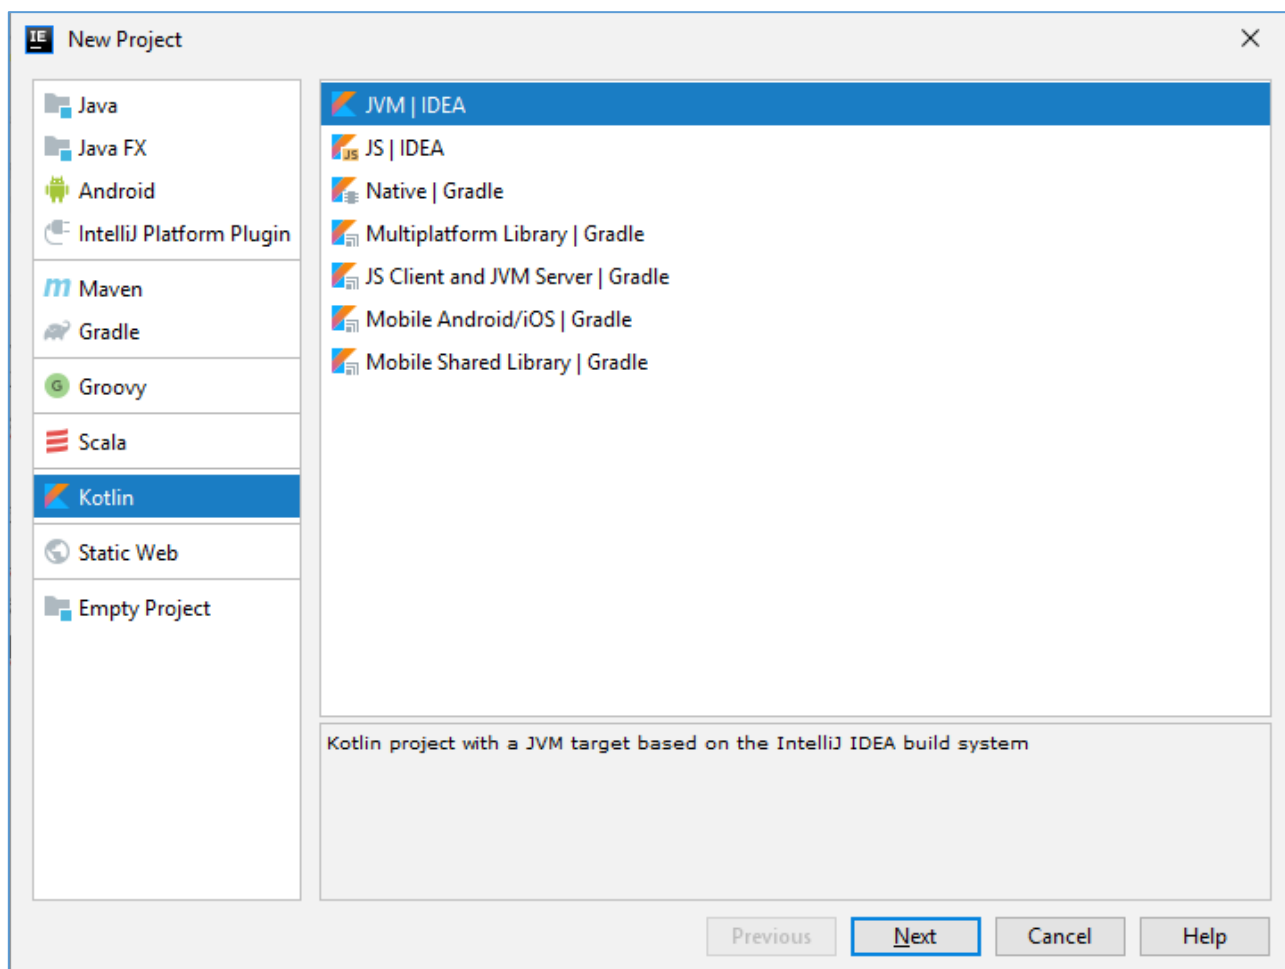 IE New Project
Java
Java FX
Android
IntelliJ Platform Plugin
m Maven
Gradle
G Groovy
Scala
Kotlin
Static Web
Empty Project
JVM | IDEA
JS JS | IDEA
Native | Gradle
Multiplatform Library | Gradle
JS Client and JVM Server | Gradle
Mobile Android/iOS | Gradle
Mobile Shared Library | Gradle
Kotlin project with a JVM target based on the IntelliJ IDEA build system
Previous Next Cancel Help